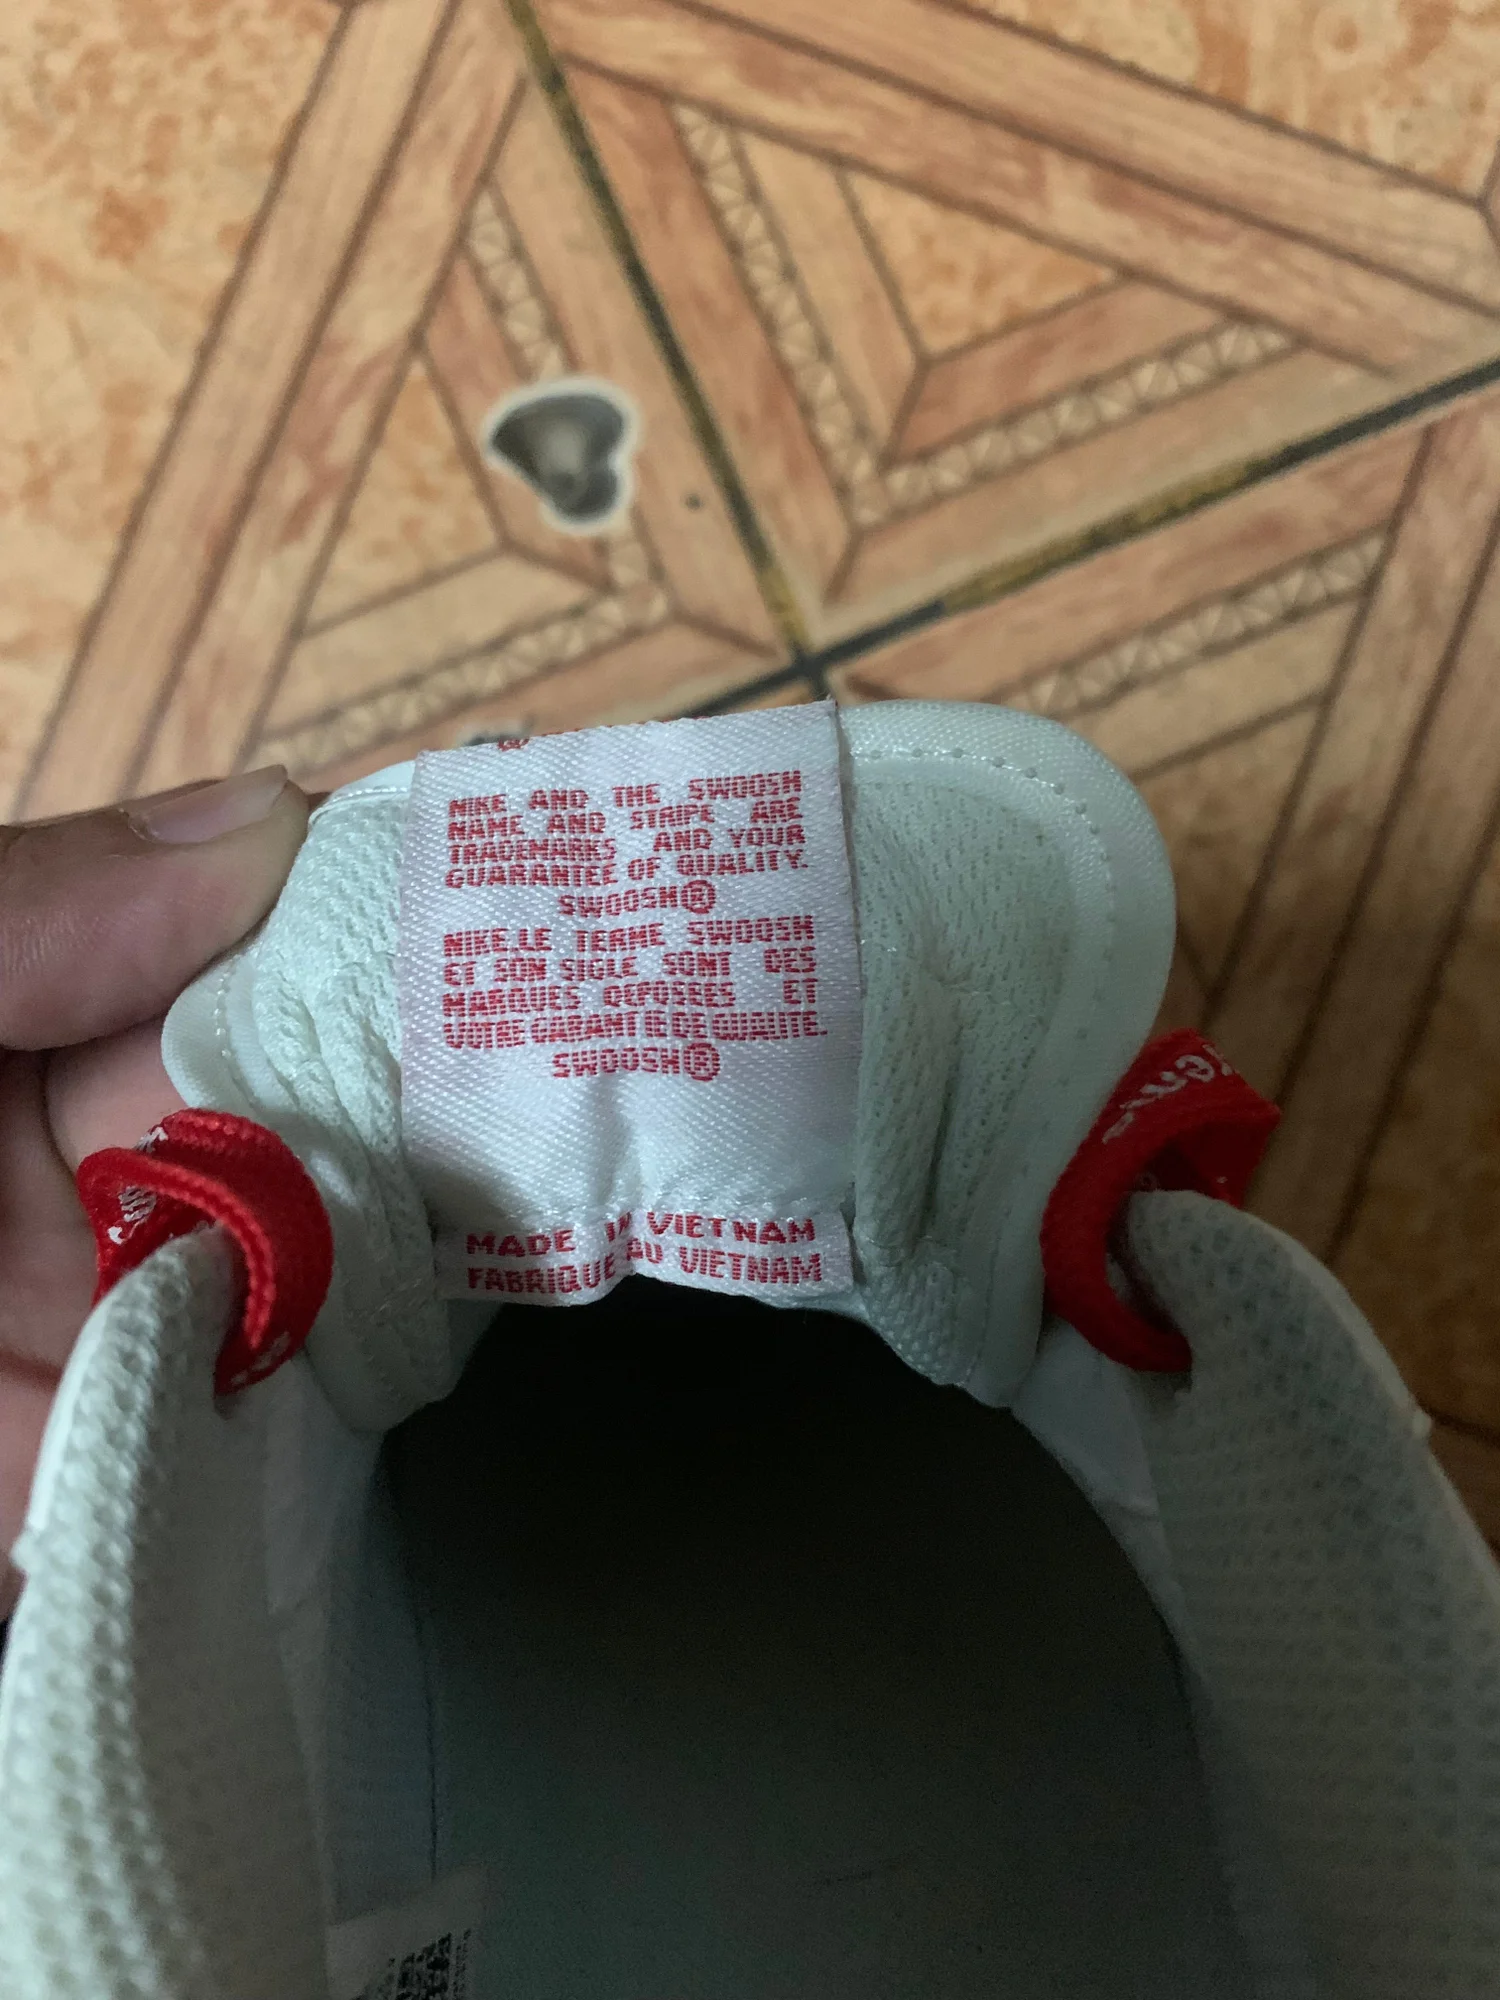 NIKE AND THE SWOOSH
NAME AND STRIPE ARE
TRADEMARKS AND YOUR
GUARANTEE OF QUALITY.
SWOOSH®
NIKE,LE TERME SWOOSH
ET SON SIGLE SONT DES
MARQUES DEPOSEES ET
VOTRE GARANTIE DE QUALITE.
SWOOSH®
MADE IN VIETNAM
FABRIQUE AU VIETNAM